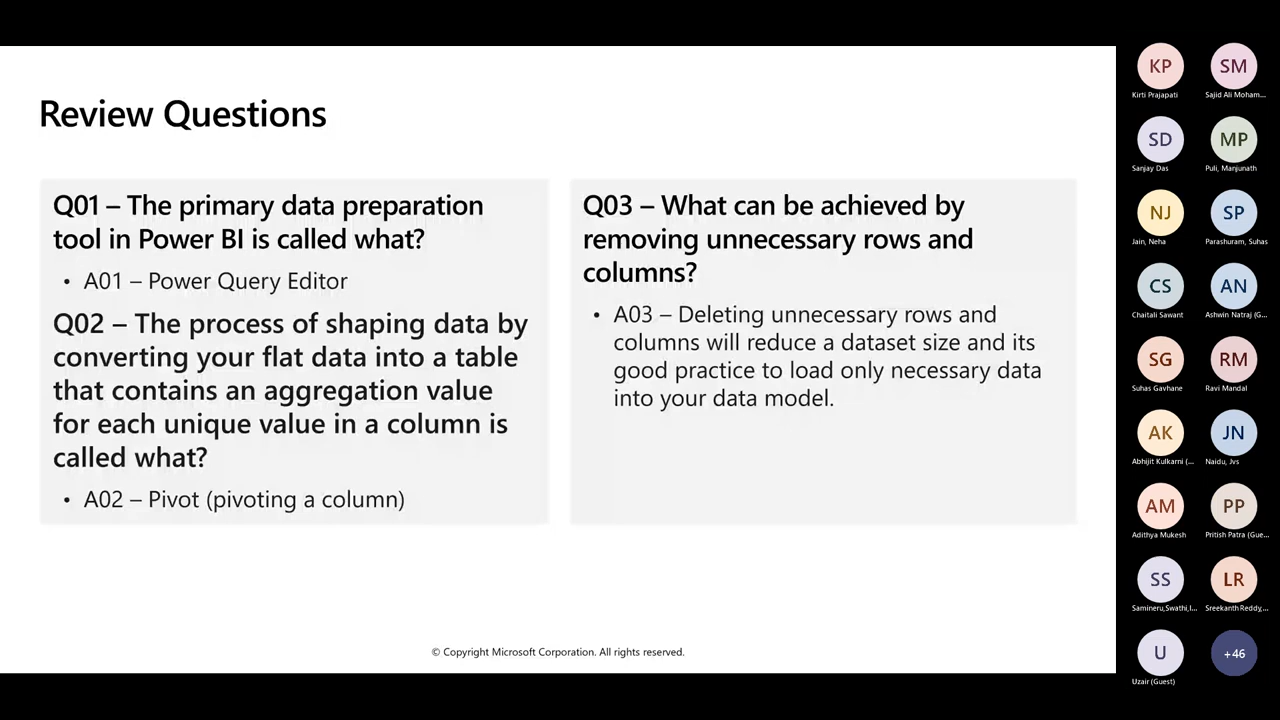 Review Questions
Q01 – The primary data preparation
tool in Power BI is called what?
• A01 – Power Query Editor
Q02 – The process of shaping data by
converting your flat data into a table
that contains an aggregation value
for each unique value in a column is
called what?
• A02 – Pivot (pivoting a column)
Q03 – What can be achieved by
removing unnecessary rows and
columns?
• A03 – Deleting unnecessary rows and
columns will reduce a dataset size and its
good practice to load only necessary data
into your data model.
© Copyright Microsoft Corporation. All rights reserved.
KP
Kirti Prajapati
SM
Sajid Ali Moham...
SD
Sanjay Das
MP
Puli, Manjunath
NJ
Jain, Neha
SP
Parashuram, Suhas
CS
Chaitali Sawant
AN
Ashwin Natraj (G...
SG
Suhas Gavhane
RM
Ravi Mandal
AK
Abhijit Kulkarni (...
JN
Naidu, Jvs
AM
Adithya Mukesh
PP
Pritish Patra (Gue...
SS
Samineru,Swathi,I...
LR
Sreekanth Reddy,...
U
Uzair (Guest)
+46